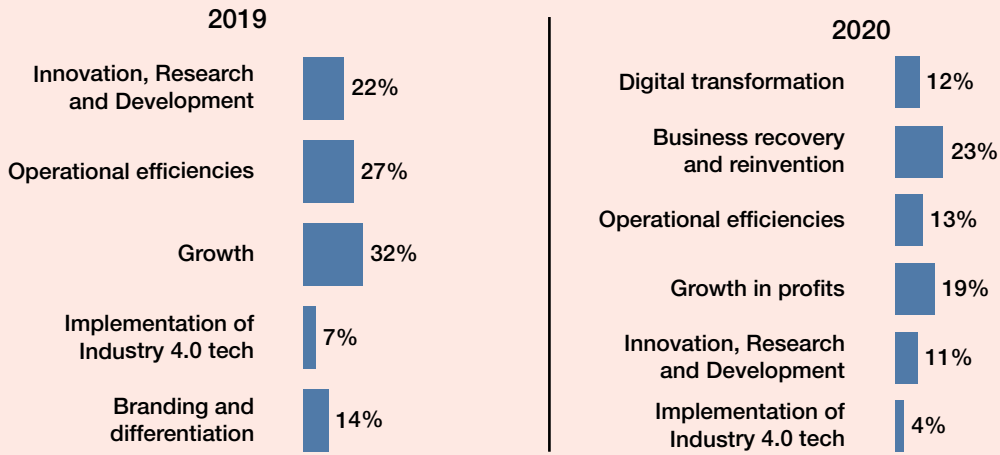 2019
Innovation, Research
and Development
22%
Operational efficiencies
27%
Growth
32%
Implementation of
Industry 4.0 tech
7%
Branding and
differentiation
14%
2020
Digital transformation
12%
Business recovery
and reinvention
23%
Operational efficiencies
13%
Growth in profits
19%
Innovation, Research
and Development
11%
Implementation of
Industry 4.0 tech
4%